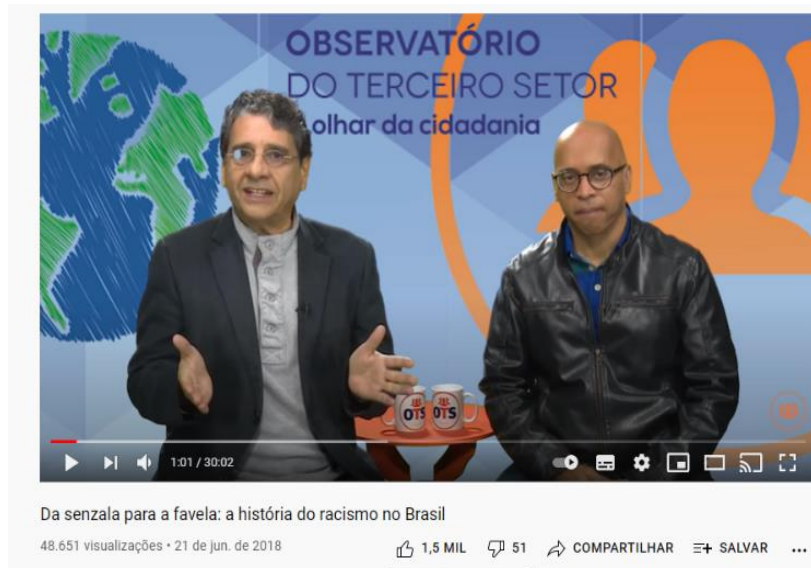 OBSERVATÓRIO
DO TERCEIRO SETOR
olhar da cidadania
OTS OTS
1:01 / 30:02
Da senzala para a favela: a história do racismo no Brasil
48.651 visualizações • 21 de jun. de 2018
1,5 MIL 51 COMPARTILHAR SALVAR ...